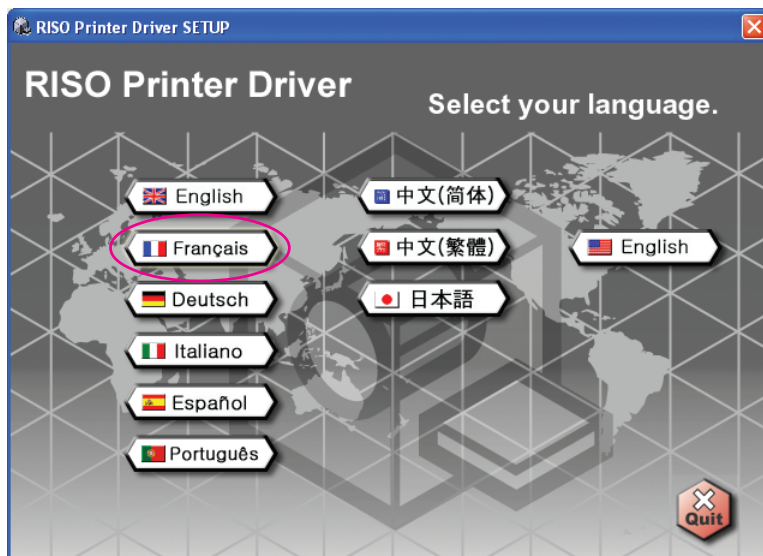 RISO Printer Driver SETUP
RISO Printer Driver
Select your language.
English
Français
Deutsch
Italiano
Español
Português
中文(简体)
中文(繁體)
日本語
English
Quit